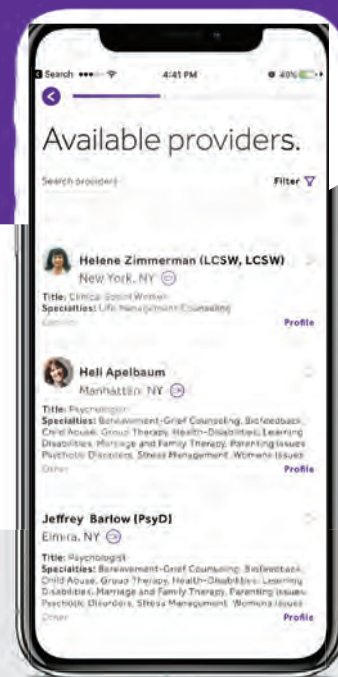 Search
4:41 PM
49%
Available providers.
Search providers
Filter
Helene Zimmerman (LCSW, LCSW)
New York, NY
Title: Clinical Social Worker
Specialties: Life Management Counseling
Profile
Heli Apelbaum
Manhattan, NY
Title: Psychologist
Specialties: Bereavement-Grief Counseling, Biofeedback,
Child Abuse, Group Therapy, Health-Disabilities, Learning
Disabilities, Marriage and Family Therapy, Parenting Issues
Psychotic Disorders, Stress Management, Womens Issues
Other
Profile
Jeffrey Barlow (PsyD)
Elmira, NY
Title: Psychologist
Specialties: Bereavement-Grief Counseling, Biofeedback,
Child Abuse, Group Therapy, Health-Disabilities, Learning
Disabilities, Marriage and Family Therapy, Parenting Issues
Psychotic Disorders, Stress Management, Womens Issues
Other
Profile